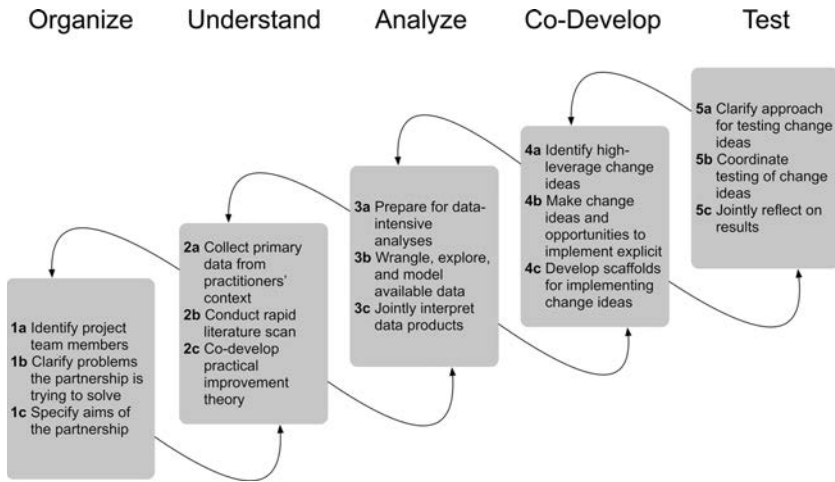 Organize
Understand
Analyze
Co-Develop
Test
1a Identify project
team members
1b Clarify problems
the partnership is
trying to solve
1c Specify aims of
the partnership
2a Collect primary
data from
practitioners'
context
2b Conduct rapid
literature scan
2c Co-develop
practical
improvement
theory
3a Prepare for data-
intensive
analyses
3b Wrangle, explore,
and model
available data
3c Jointly interpret
data products
4a Identify high-
leverage change
ideas
4b Make change
ideas and
opportunities to
implement explicit
4c Develop scaffolds
for implementing
change ideas
5a Clarify approach
for testing change
ideas
5b Coordinate
testing of change
ideas
5c Jointly reflect on
results